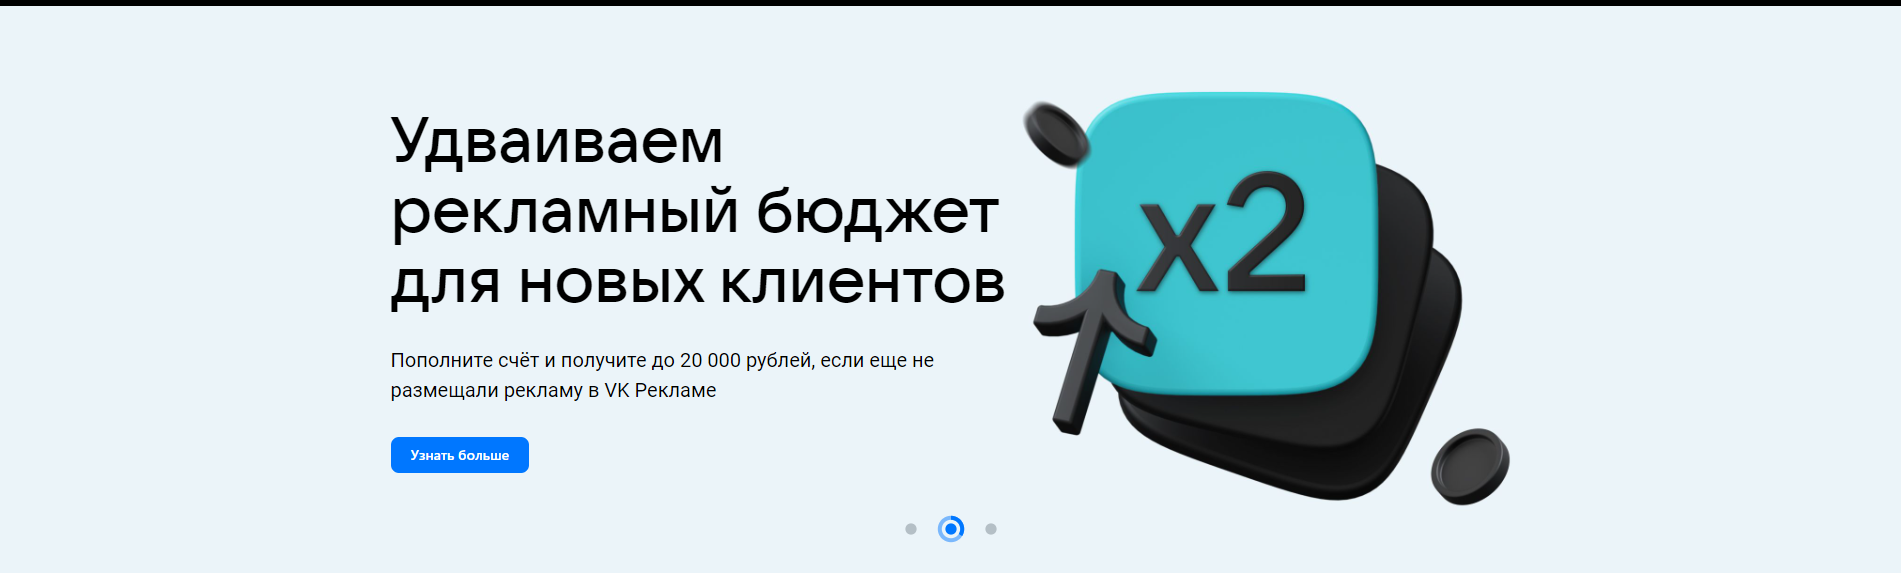 Удваиваем
рекламный бюджет
для новых клиентов
x2
Пополните счёт и получите до 20 000 рублей, если еще не
размещали рекламу в VK Рекламе
Узнать больше